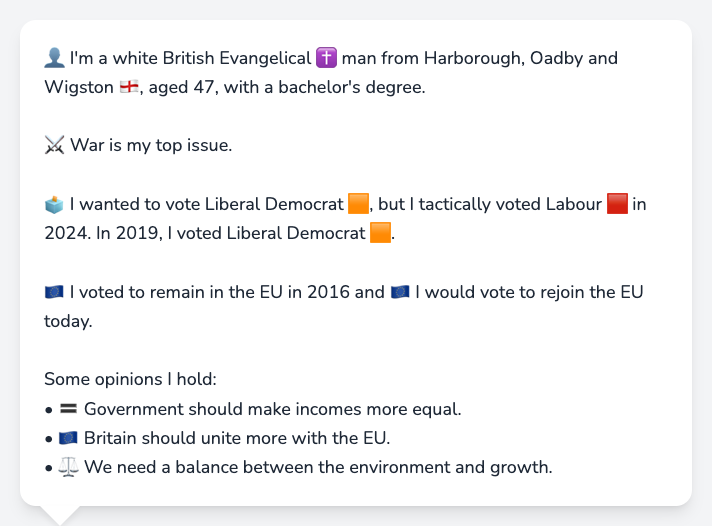 👤 I'm a white British Evangelical ✝️ man from Harborough, Oadby and
Wigston 🏴󠁧󠁢󠁥󠁮󠁧󠁿, aged 47, with a bachelor's degree.
⚔️ War is my top issue.
🗳️ I wanted to vote Liberal Democrat 🟧, but I tactically voted Labour 🟥 in
2024. In 2019, I voted Liberal Democrat 🟧.
🇪🇺 I voted to remain in the EU in 2016 and 🇪🇺 I would vote to rejoin the EU
today.
Some opinions I hold:
• 🟰 Government should make incomes more equal.
• 🇪🇺 Britain should unite more with the EU.
• ⚖️ We need a balance between the environment and growth.